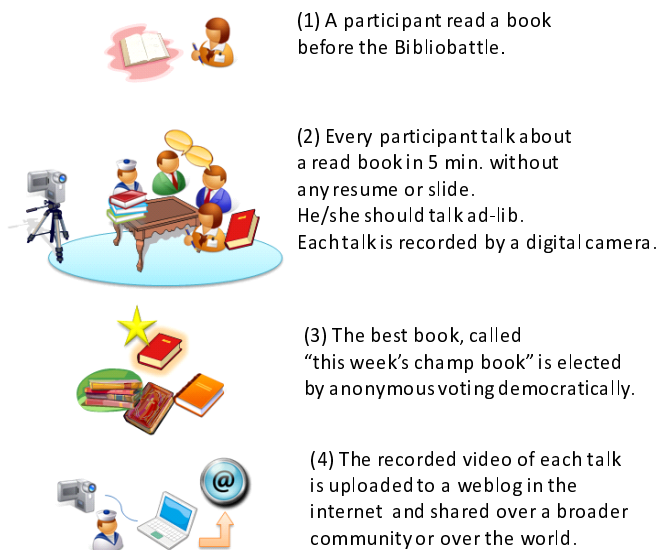 (1) A participant read a book
before the Bibliobattle.
(2) Every participant talk about
a read book in 5 min. without
any resume or slide.
He/she should talk ad-lib.
Each talk is recorded by a digital camera.
(3) The best book, called
“this week’s champ book” is elected
by anonymous voting democratically.
(4) The recorded video of each talk
is uploaded to a weblog in the
internet and shared over a broader
community or over the world.
@